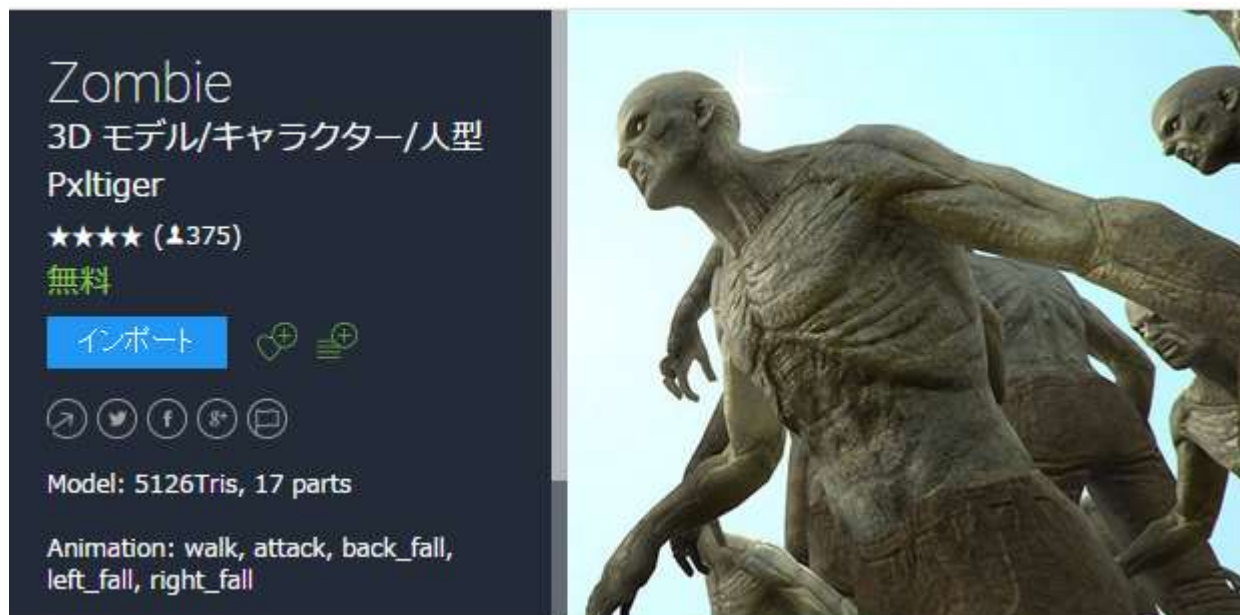 Zombie
3D モデル/キャラクター/人型
Pxltiger
★★★★ (375)
無料
インポート
Model: 5126Tris, 17 parts
Animation: walk, attack, back_fall,
left_fall, right_fall